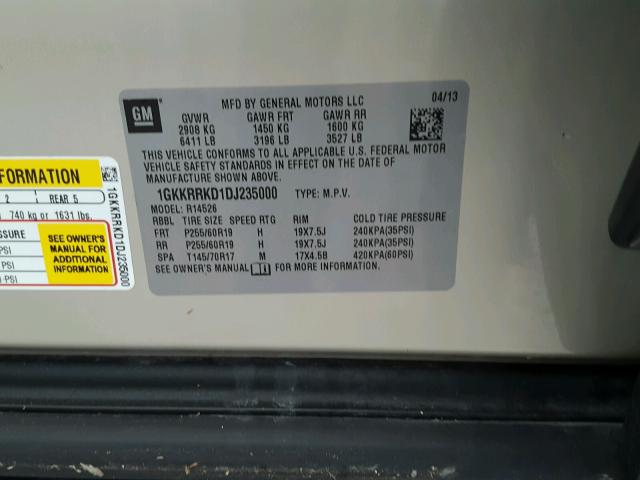 GM
MFD BY GENERAL MOTORS LLC 04/13
GVWR GAWR FRT GAWR RR
2908 KG 1450 KG 1600 KG
6411 LB 3196 LB 3527 LB
THIS VEHICLE CONFORMS TO ALL APPLICABLE U.S. FEDERAL MOTOR
VEHICLE SAFETY STANDARDS IN EFFECT ON THE DATE OF
MANUFACTURE SHOWN ABOVE.
1GKKRRKD1DJ235000 TYPE: M.P.V.
MODEL: R14526
RBBL TIRE SIZE SPEED RTG RIM COLD TIRE PRESSURE
FRT P255/60R19 H 19X7.5J 240KPA(35PSI)
RR P255/60R19 H 19X7.5J 240KPA(35PSI)
SPA T145/70R17 M 17X4.5B 420KPA(60PSI)
SEE OWNER'S MANUAL FOR MORE INFORMATION.
FORMATION
2 REAR 5
740 kg or 1631 lbs.
SSURE
PSI
PSI
PSI
SEE OWNER'S
MANUAL FOR
ADDITIONAL
INFORMATION
1GKKRRKD1DJ235000